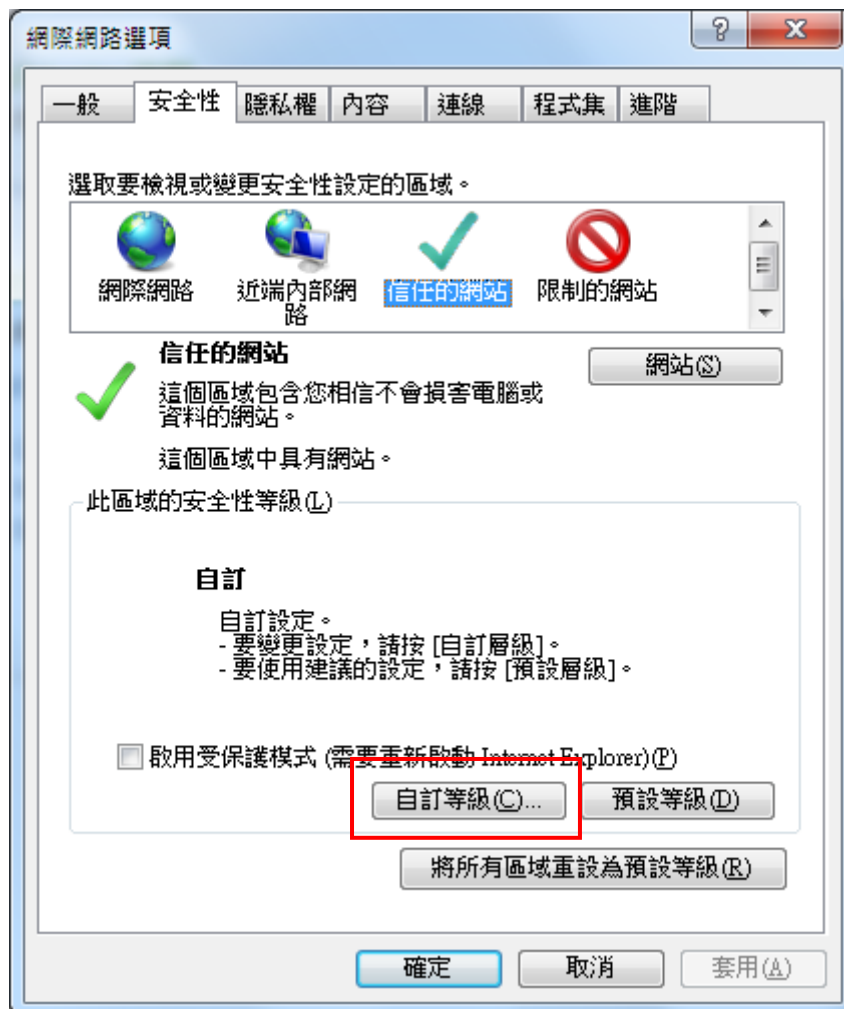 網際網路選項
一般 安全性 隱私權 內容 連線 程式集 進階
選取要檢視或變更安全性設定的區域。
網際網路 近端內部網路 信任的網站 限制的網站
信任的網站
網站(S)
這個區域包含您相信不會損害電腦或
資料的網站。
這個區域中具有網站。
此區域的安全性等級(L)
自訂
自訂設定。
- 要變更設定，請按 [自訂層級]。
- 要使用建議的設定，請按 [預設層級]。
啟用受保護模式 (需要重新啟動 Internet Explorer)(P)
自訂等級(C)... 預設等級(D)
將所有區域重設為預設等級(R)
確定 取消 套用(A)